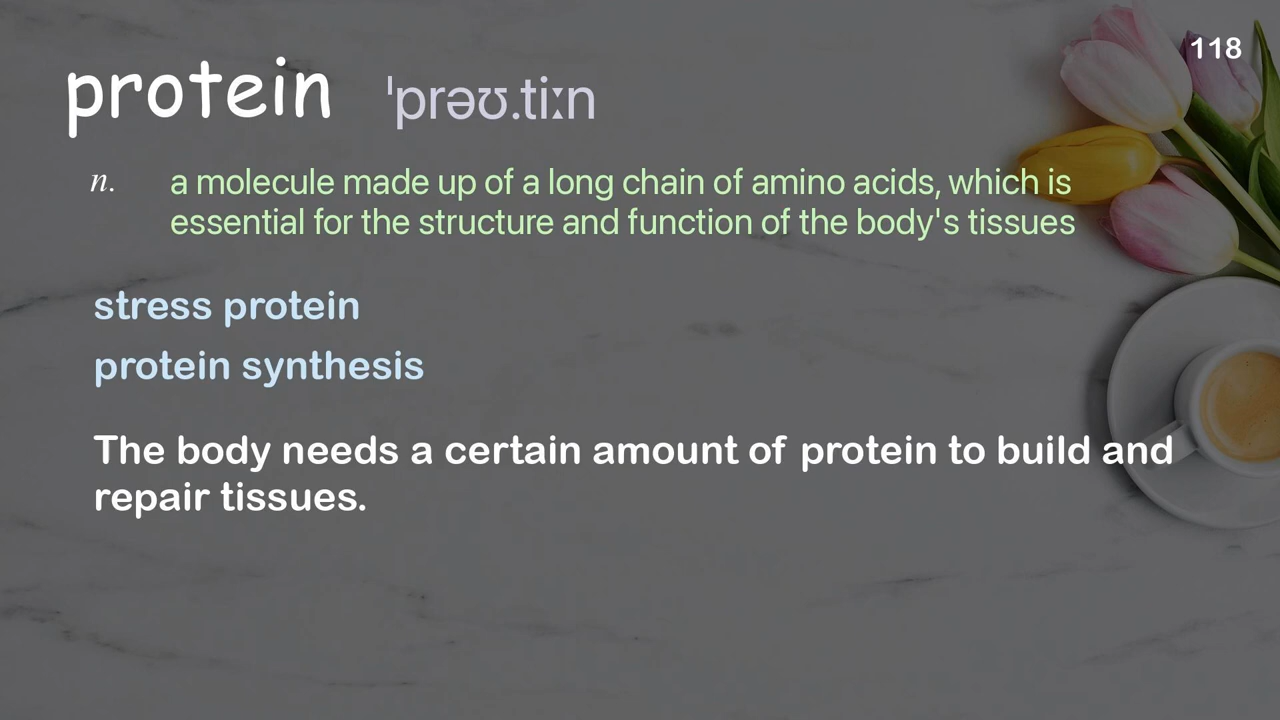 118
protein ˈprəʊ.tiːn
n. a molecule made up of a long chain of amino acids, which is
essential for the structure and function of the body's tissues
stress protein
protein synthesis
The body needs a certain amount of protein to build and
repair tissues.